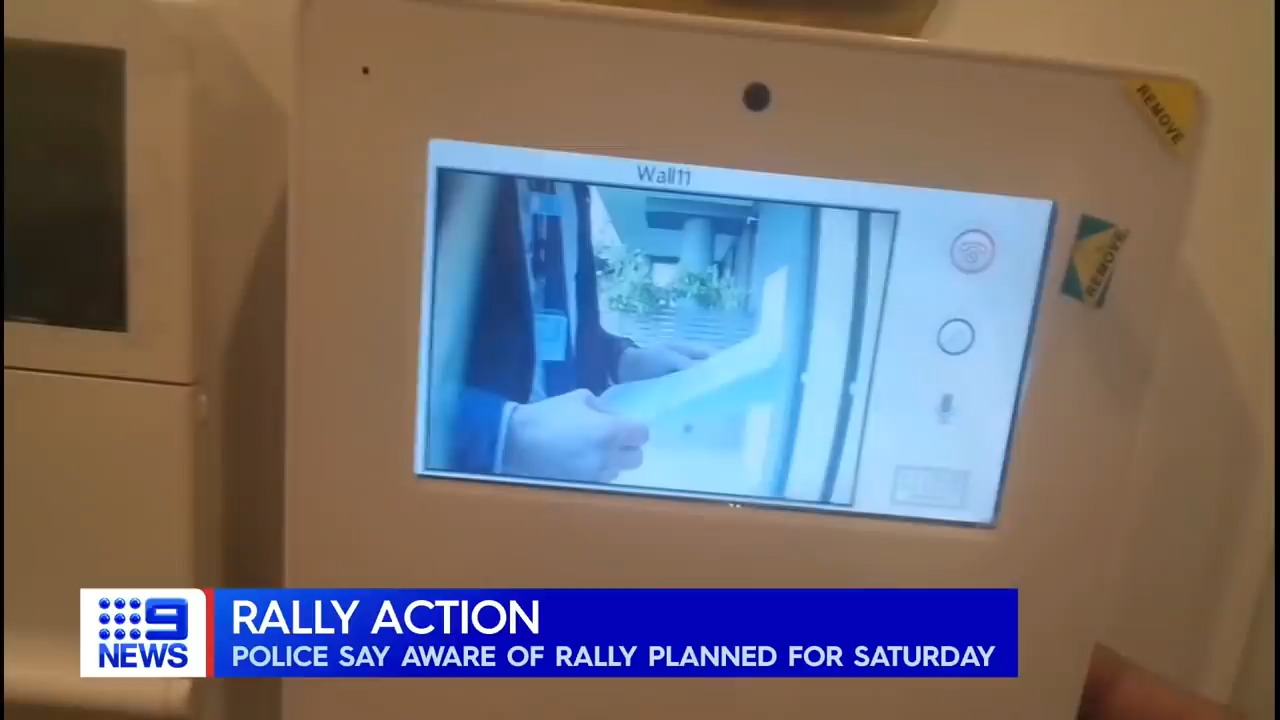 REMOVE
Wall11
REMOVE
9
NEWS
RALLY ACTION
POLICE SAY AWARE OF RALLY PLANNED FOR SATURDAY